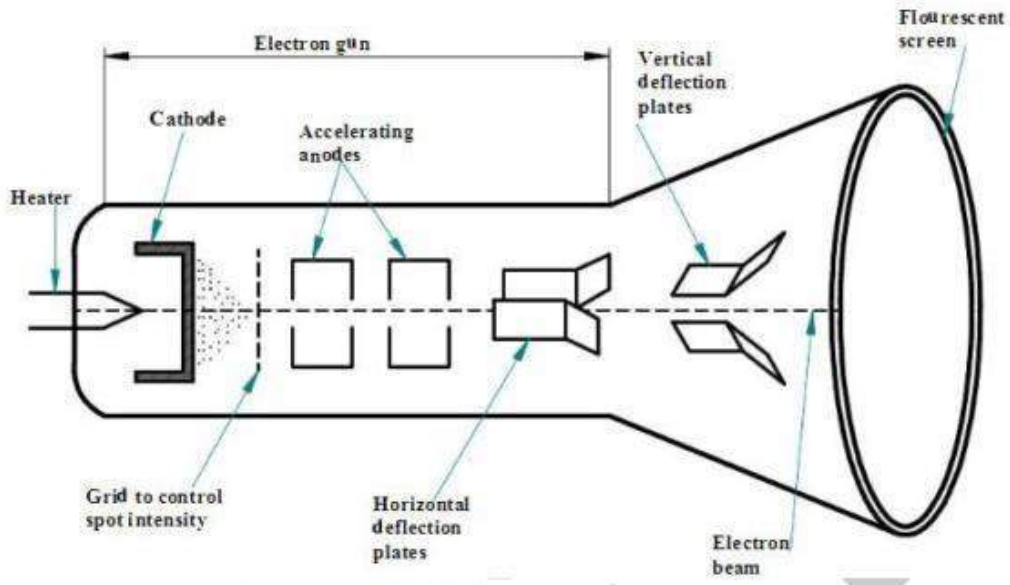 Electron gun
Flourescent
screen
Vertical
deflection
plates
Cathode
Accelerating
anodes
Heater
Grid to control
spot intensity
Horizontal
deflection
plates
Electron
beam